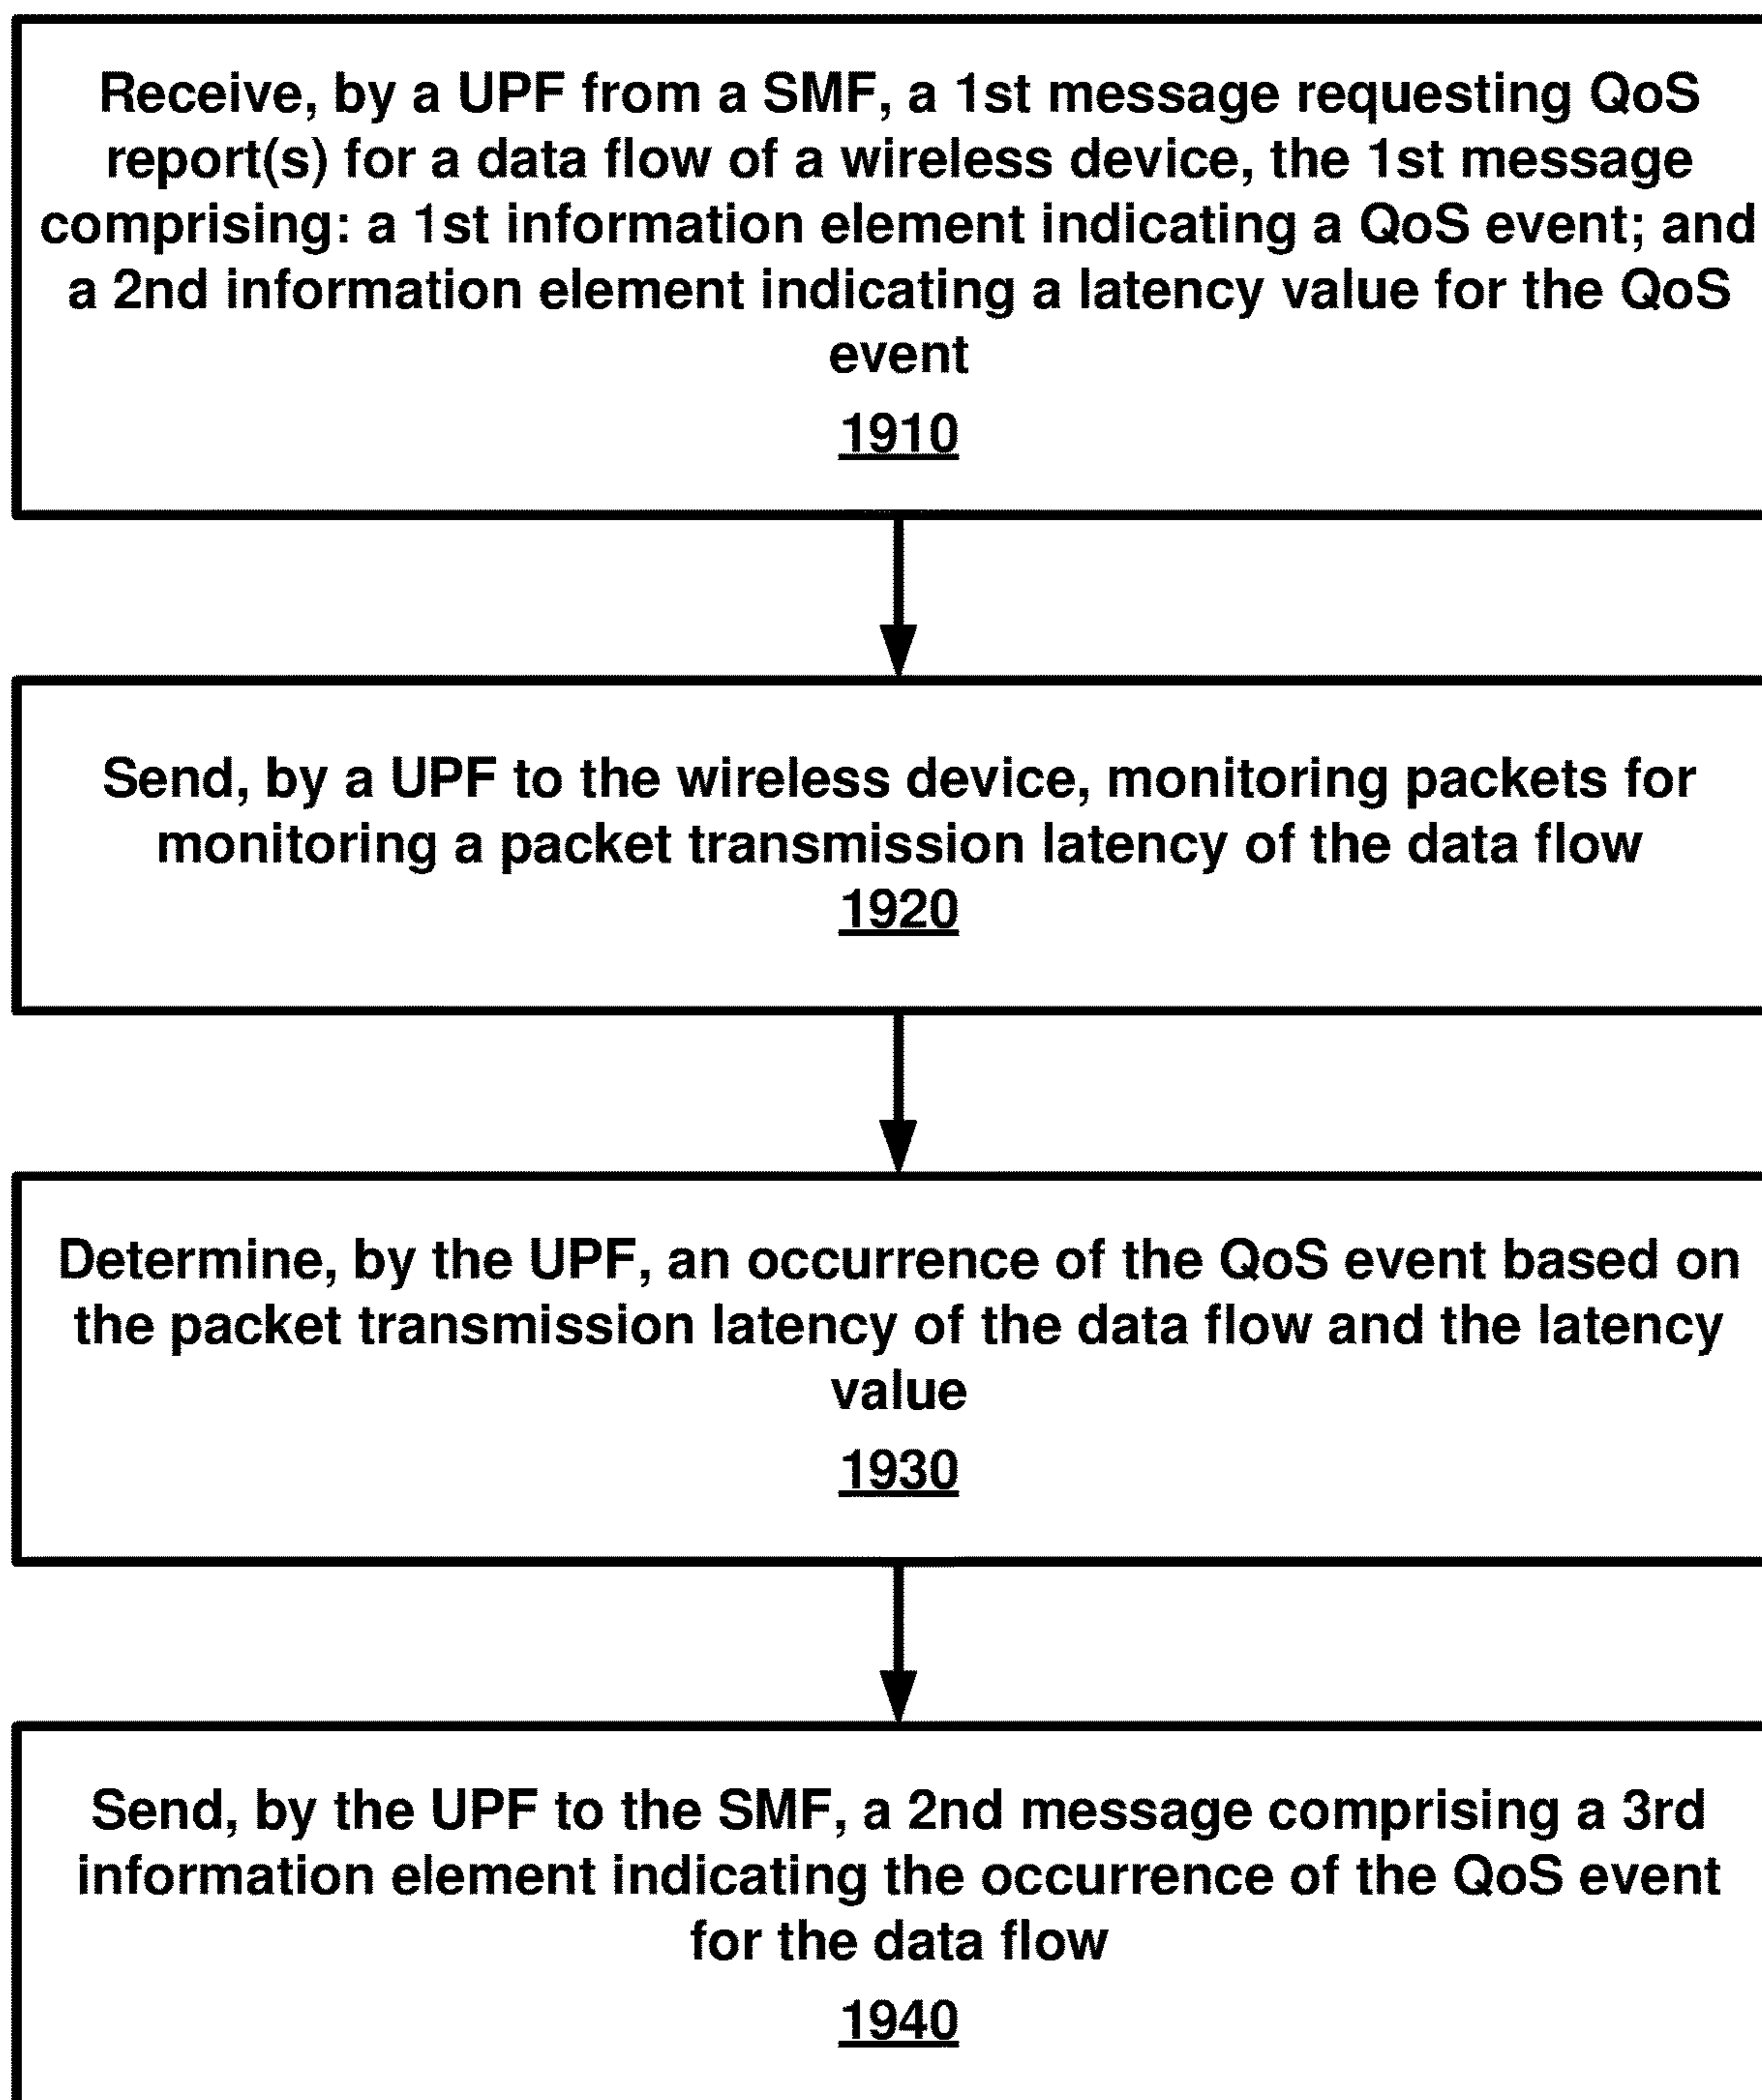 Receive, by a UPF from a SMF, a 1st message requesting QoS
report(s) for a data flow of a wireless device, the 1st message
comprising: a 1st information element indicating a QoS event; and
a 2nd information element indicating a latency value for the QoS
event
1910
Send, by a UPF to the wireless device, monitoring packets for
monitoring a packet transmission latency of the data flow
1920
Determine, by the UPF, an occurrence of the QoS event based on
the packet transmission latency of the data flow and the latency
value
1930
Send, by the UPF to the SMF, a 2nd message comprising a 3rd
information element indicating the occurrence of the QoS event
for the data flow
1940